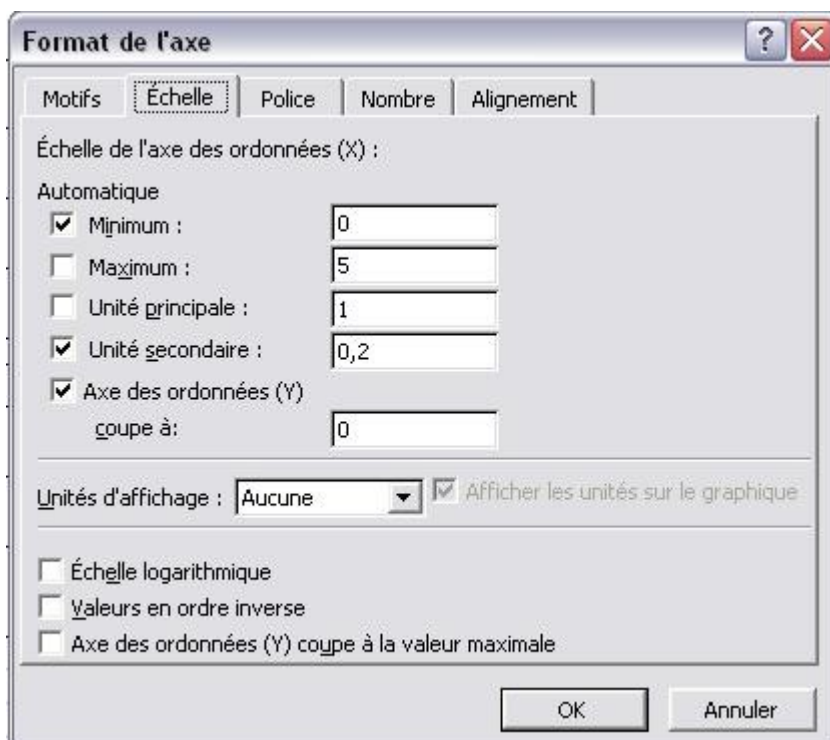 Format de l'axe
Motifs Échelle Police Nombre Alignement
Échelle de l'axe des ordonnées (X) :
Automatique
Minimum : 0
Maximum : 5
Unité principale : 1
Unité secondaire : 0,2
Axe des ordonnées (Y)
coupe à: 0
Unités d'affichage : Aucune Afficher les unités sur le graphique
Échelle logarithmique
Valeurs en ordre inverse
Axe des ordonnées (Y) coupe à la valeur maximale
OK Annuler